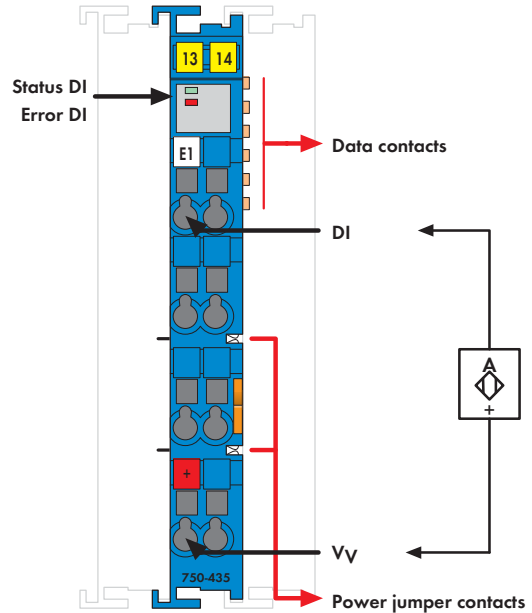 13 14
Status DI
Error DI
E1
Data contacts
DI
A
+
+
VV
750-435
Power jumper contacts